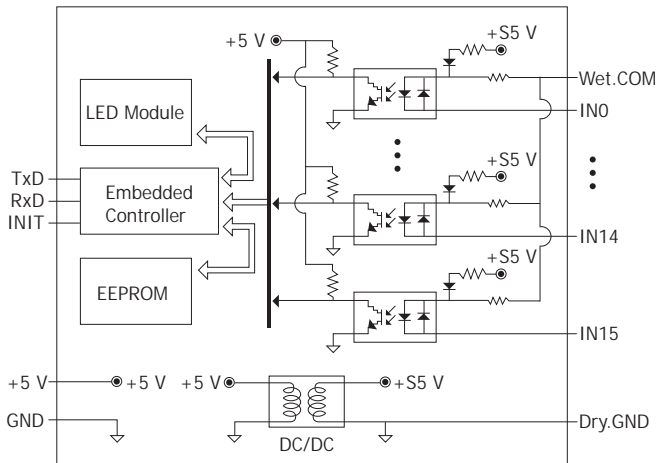 +5 V
+S5 V
Wet.COM
LED Module
IN0
TxD
RxD
INIT
Embedded
Controller
+S5 V
IN14
EEPROM
+S5 V
IN15
+5 V
+5 V
+5 V
+S5 V
GND
DC/DC
Dry.GND